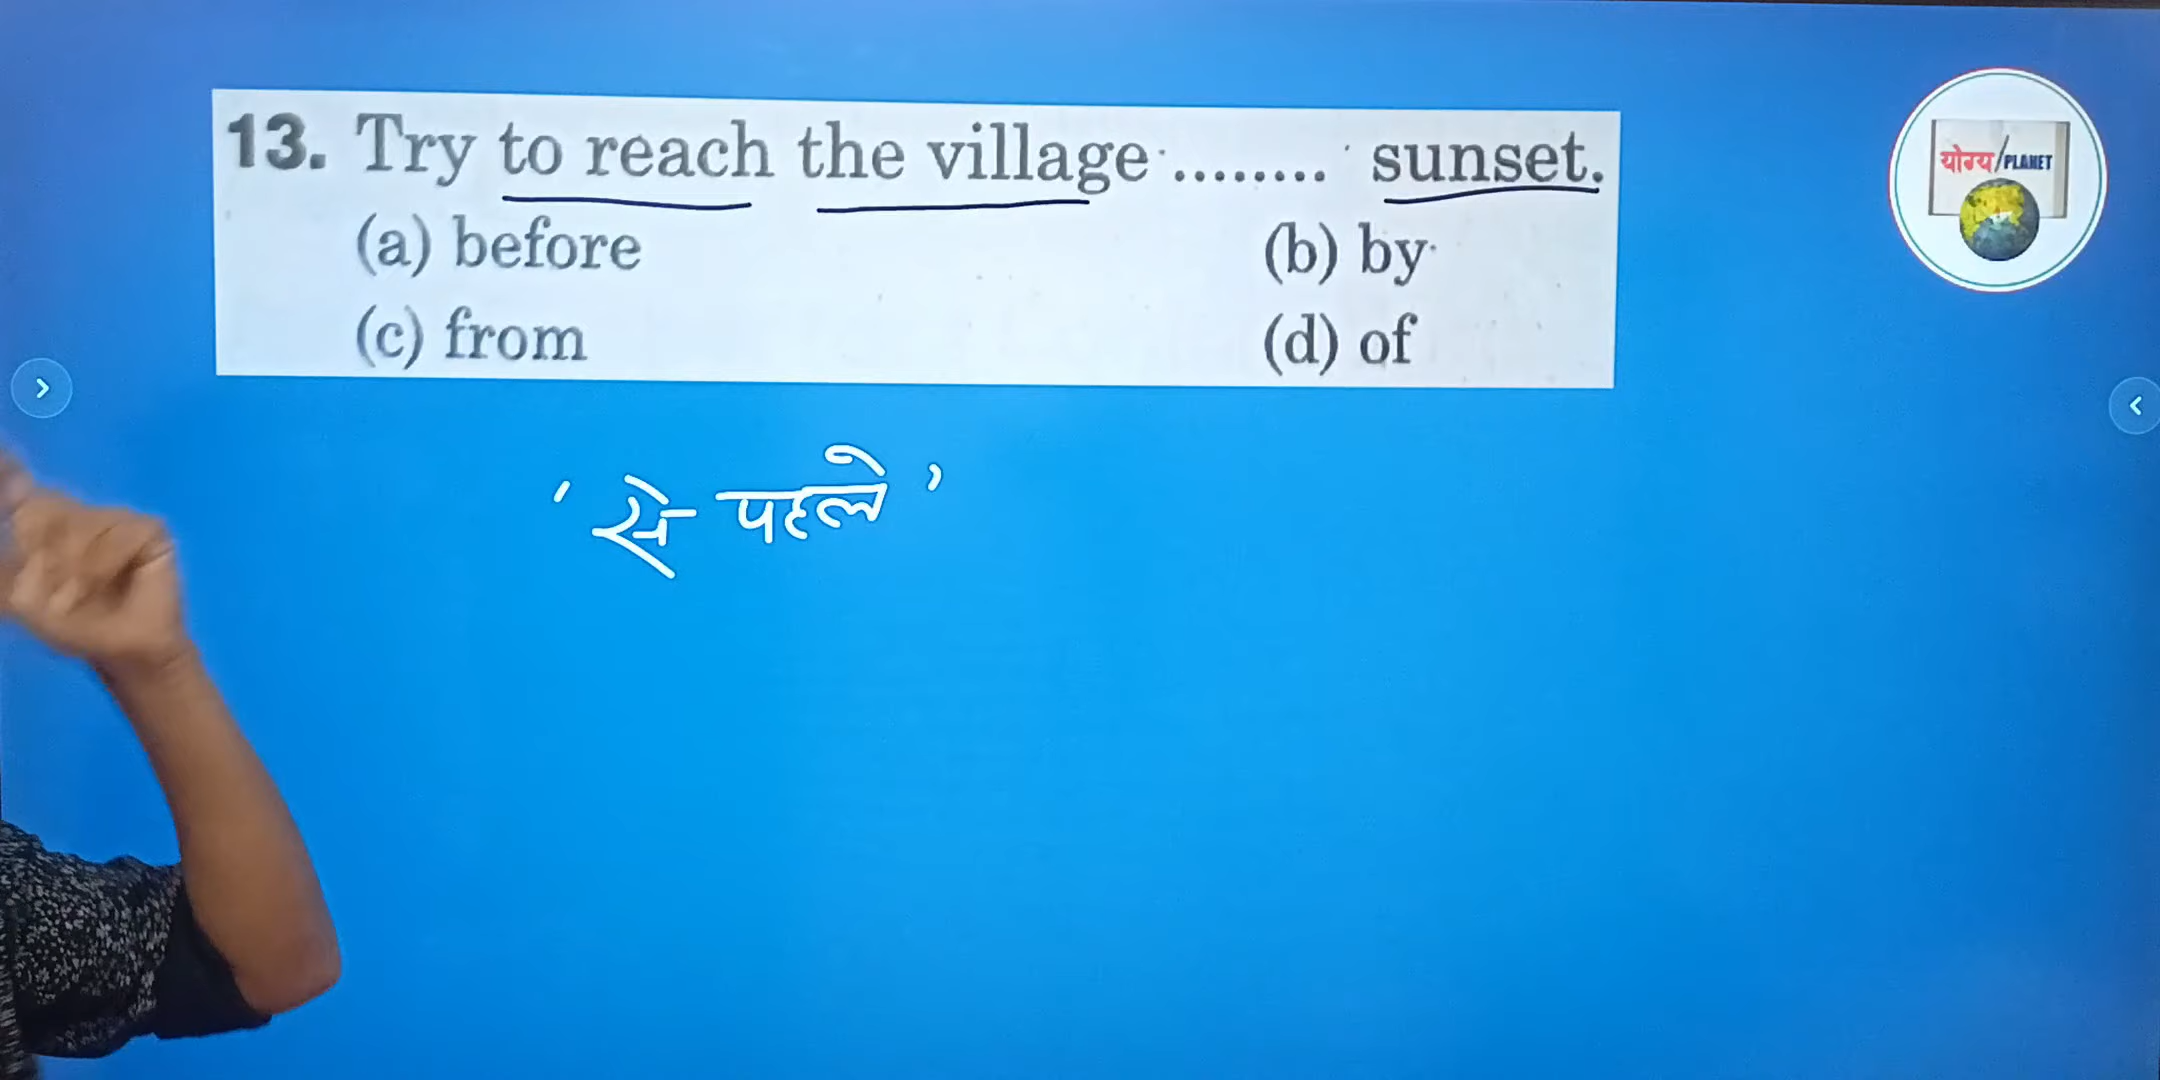 13. Try to reach the village ........ sunset.
(a) before (b) by
(c) from (d) of
योग्य/PLANET
' से पहले '